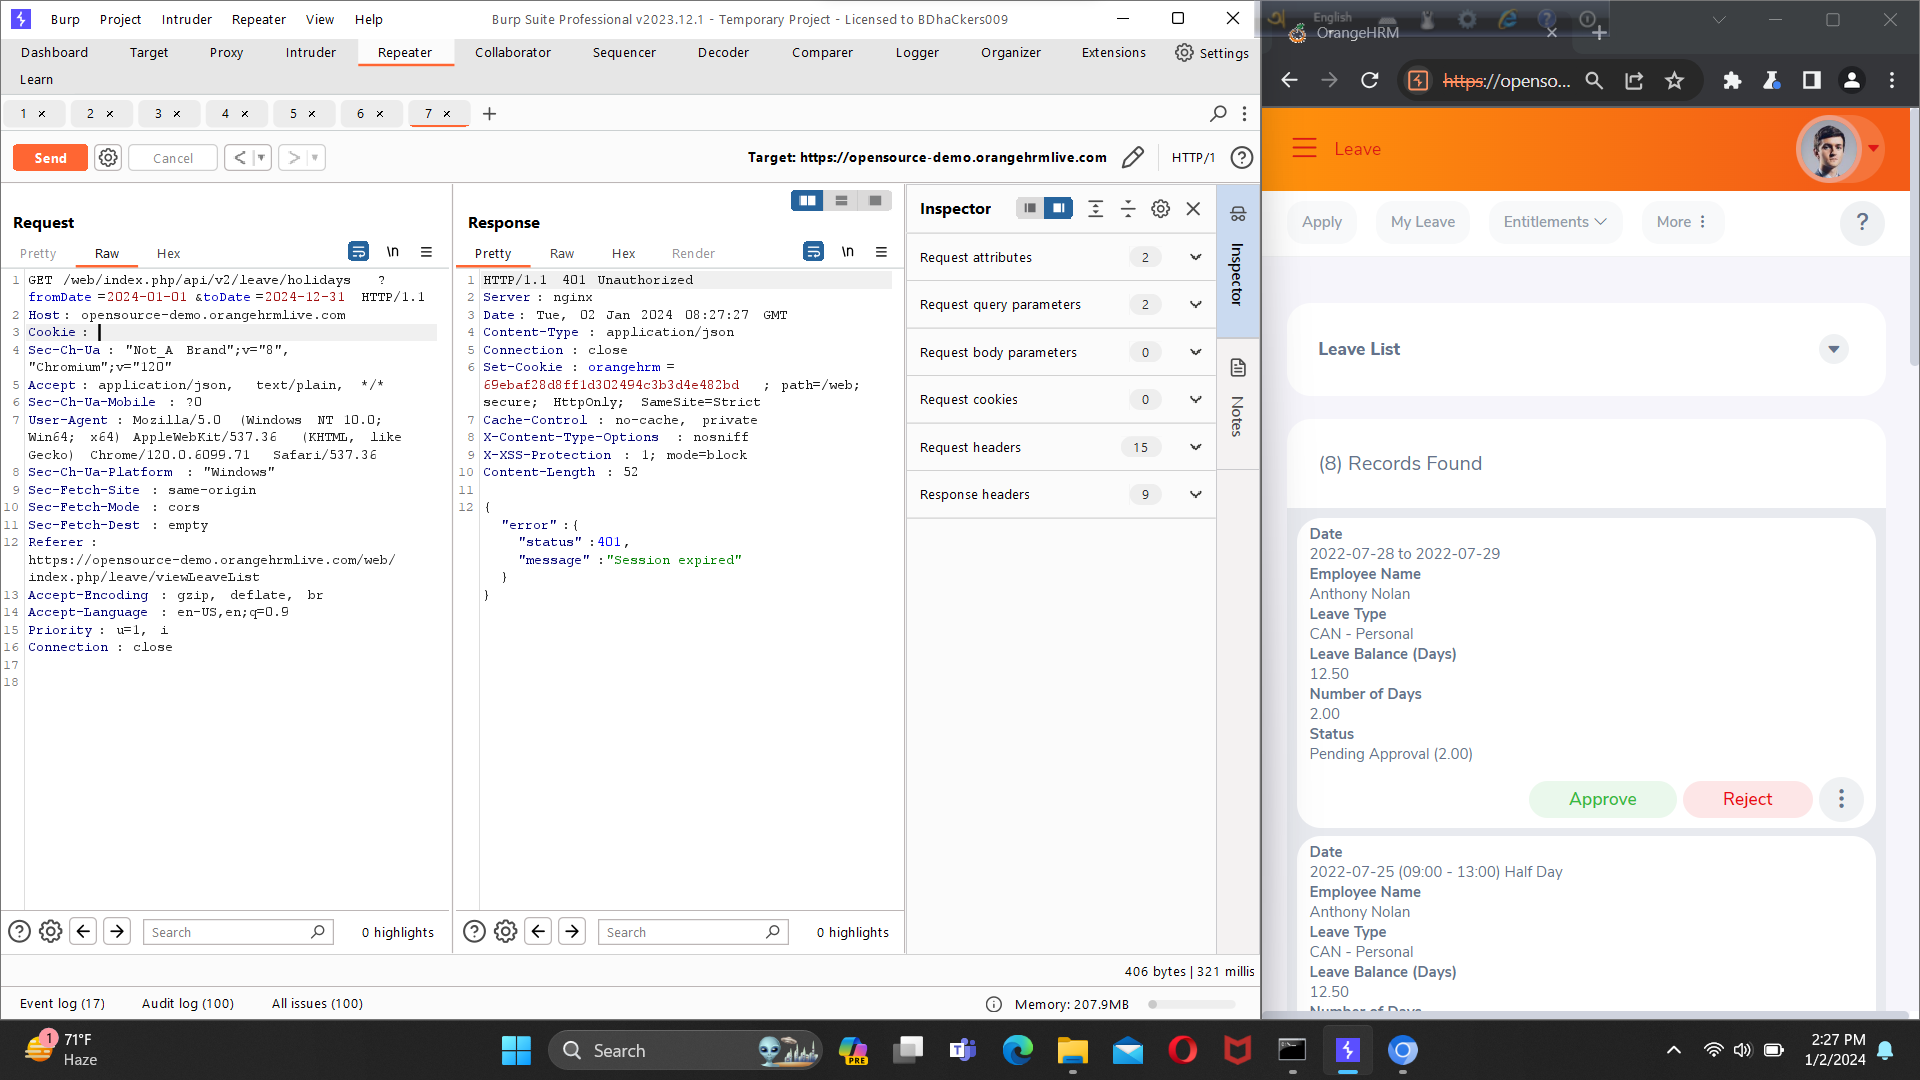 Burp Project Intruder Repeater View Help Burp Suite Professional v2023.12.1 - Temporary Project - Licensed to BDhaCkers009
Dashboard Target Proxy Intruder Repeater Collaborator Sequencer Decoder Comparer Logger Organizer Extensions Settings
Learn
1 × 2 × 3 × 4 × 5 × 6 × 7 × +
Send Cancel < > Target: https://opensource-demo.orangehrmlive.com HTTP/1 ?
Request
Pretty Raw Hex \n
1 GET /web/index.php/api/v2/leave/holidays ?
fromDate =2024-01-01 &toDate =2024-12-31 HTTP/1.1
2 Host : opensource-demo.orangehrmlive.com
3 Cookie :
4 Sec-Ch-Ua : "Not_A Brand";v="8",
"Chromium";v="120"
5 Accept : application/json, text/plain, */*
6 Sec-Ch-Ua-Mobile : ?0
7 User-Agent : Mozilla/5.0 (Windows NT 10.0;
Win64; x64) AppleWebKit/537.36 (KHTML, like
Gecko) Chrome/120.0.6099.71 Safari/537.36
8 Sec-Ch-Ua-Platform : "Windows"
9 Sec-Fetch-Site : same-origin
10 Sec-Fetch-Mode : cors
11 Sec-Fetch-Dest : empty
12 Referer :
https://opensource-demo.orangehrmlive.com/web/
index.php/leave/viewLeaveList
13 Accept-Encoding : gzip, deflate, br
14 Accept-Language : en-US,en;q=0.9
15 Priority : u=1, i
16 Connection : close
17
18
Search 0 highlights
Response
Pretty Raw Hex Render \n
1 HTTP/1.1 401 Unauthorized
2 Server : nginx
3 Date : Tue, 02 Jan 2024 08:27:27 GMT
4 Content-Type : application/json
5 Connection : close
6 Set-Cookie : orangehrm =
69ebaf28d8ff1d302494c3b3d4e482bd ; path=/web;
secure; HttpOnly; SameSite=Strict
7 Cache-Control : no-cache, private
8 X-Content-Type-Options : nosniff
9 X-XSS-Protection : 1; mode=block
10 Content-Length : 52
11
12 {
"error" :{
"status" :401,
"message" :"Session expired"
}
}
Search 0 highlights
Inspector
Request attributes 2
Request query parameters 2
Request body parameters 0
Request cookies 0
Request headers 15
Response headers 9
Inspector
Notes
406 bytes | 321 millis
Event log (17) Audit log (100) All issues (100) Memory: 207.9MB
English
OrangeHRM
https://openso...
Leave
Apply My Leave Entitlements More ?
Leave List
(8) Records Found
Date
2022-07-28 to 2022-07-29
Employee Name
Anthony Nolan
Leave Type
CAN - Personal
Leave Balance (Days)
12.50
Number of Days
2.00
Status
Pending Approval (2.00)
Approve Reject
Date
2022-07-25 (09:00 - 13:00) Half Day
Employee Name
Anthony Nolan
Leave Type
CAN - Personal
Leave Balance (Days)
12.50
Number of Days
1 71°F
Haze
Search
PRE
2:27 PM
1/2/2024